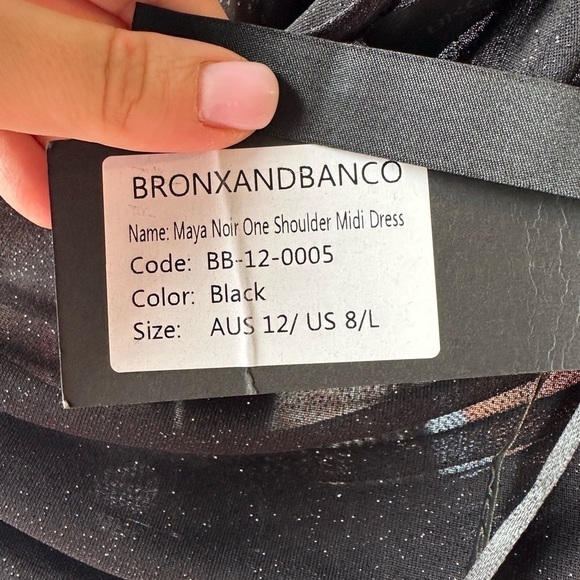 BRONXANDBANCO
Name: Maya Noir One Shoulder Midi Dress
Code: BB-12-0005
Color: Black
Size: AUS 12/ US 8/L